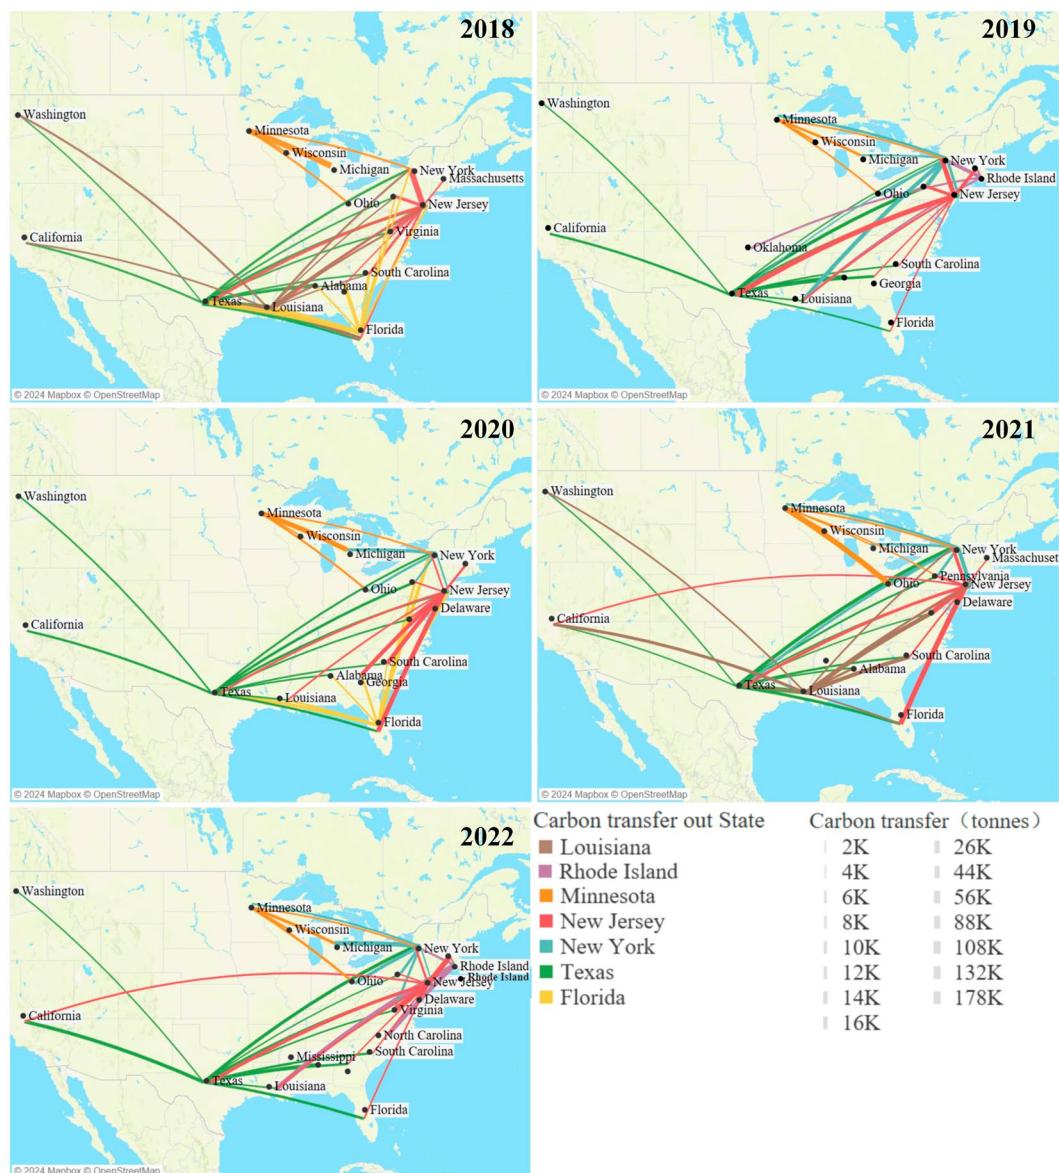 2018
Washington
Minnesota
Wisconsin
Michigan
New York
Massachusetts
Ohio
New Jersey
Virginia
California
South Carolina
Alabama
Texas
Louisiana
Florida
© 2024 Mapbox © OpenStreetMap
2019
Washington
Minnesota
Wisconsin
Michigan
New York
Rhode Island
Ohio
New Jersey
California
Oklahoma
South Carolina
Georgia
Texas
Louisiana
Florida
© 2024 Mapbox © OpenStreetMap
2020
Washington
Minnesota
Wisconsin
Michigan
New York
Ohio
New Jersey
Delaware
California
South Carolina
Alabama
Georgia
Texas
Louisiana
Florida
© 2024 Mapbox © OpenStreetMap
2021
Washington
Minnesota
Wisconsin
Michigan
New York
Massachuset
Pennsylvania
Ohio
New Jersey
Delaware
California
South Carolina
Alabama
Texas
Louisiana
Florida
© 2024 Mapbox © OpenStreetMap
2022
Washington
Minnesota
Wisconsin
Michigan
New York
Rhode Island
Rhode Island
Ohio
New Jersey
Delaware
Virginia
California
North Carolina
South Carolina
Mississippi
Texas
Louisiana
Florida
© 2024 Mapbox © OpenStreetMap
Carbon transfer out State
Louisiana
Rhode Island
Minnesota
New Jersey
New York
Texas
Florida
Carbon transfer（tonnes）
2K 26K
4K 44K
6K 56K
8K 88K
10K 108K
12K 132K
14K 178K
16K